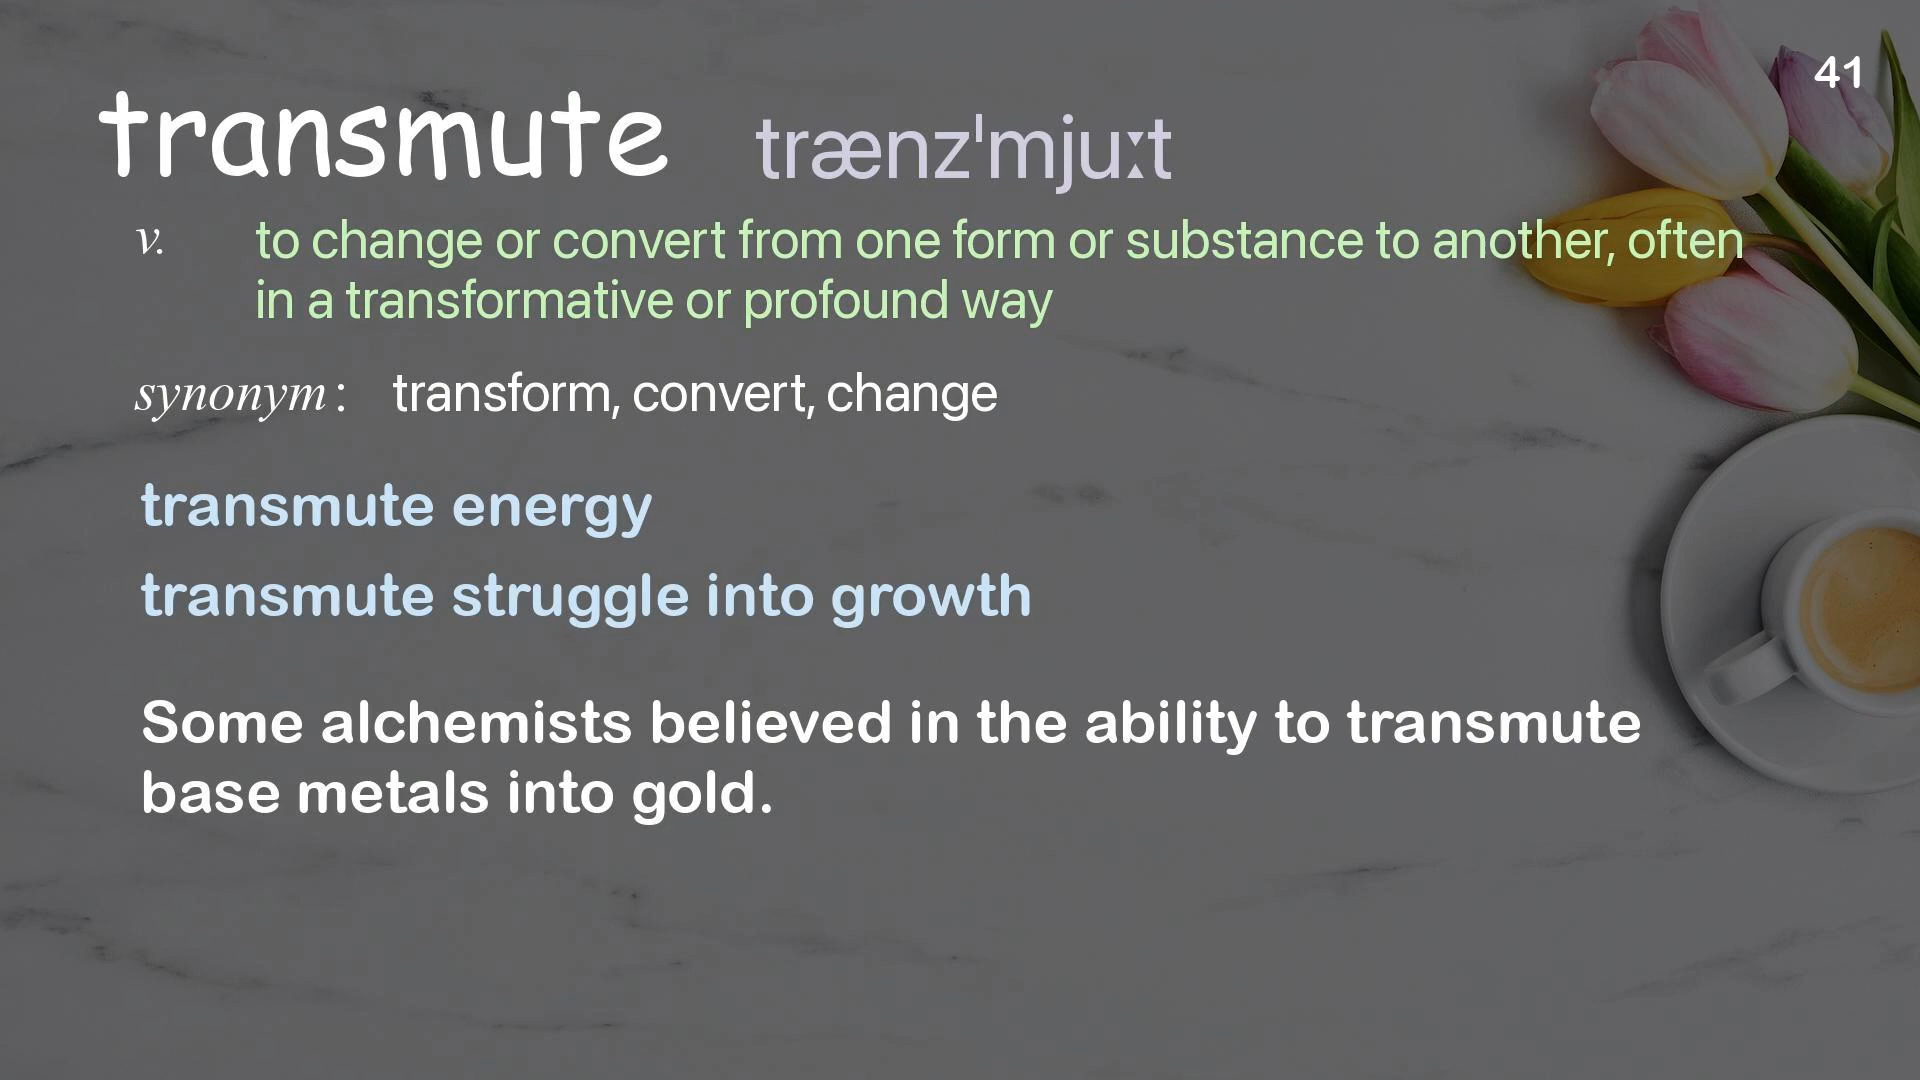 41
transmute trænzˈmjuːt
v. to change or convert from one form or substance to another, often
in a transformative or profound way
synonym: transform, convert, change
transmute energy
transmute struggle into growth
Some alchemists believed in the ability to transmute
base metals into gold.